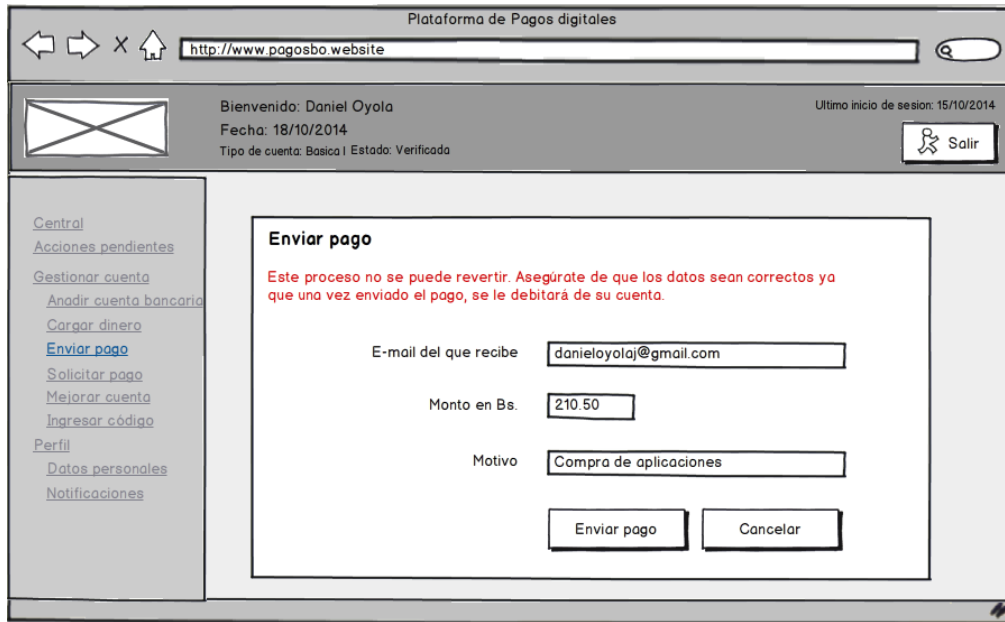 Plataforma de Pagos digitales
http://www.pagosbo.website
Bienvenido: Daniel Oyola
Ultimo inicio de sesion: 15/10/2014
Fecha: 18/10/2014
Tipo de cuenta: Basica | Estado: Verificada
Salir
Central
Acciones pendientes
Gestionar cuenta
Anadir cuenta bancaria
Cargar dinero
Enviar pago
Solicitar pago
Mejorar cuenta
Ingresar código
Perfil
Datos personales
Notificaciones
Enviar pago
Este proceso no se puede revertir. Asegúrate de que los datos sean correctos ya
que una vez enviado el pago, se le debitará de su cuenta.
E-mail del que recibe danieloyolaj@gmail.com
Monto en Bs. 210.50
Motivo Compra de aplicaciones
Enviar pago Cancelar